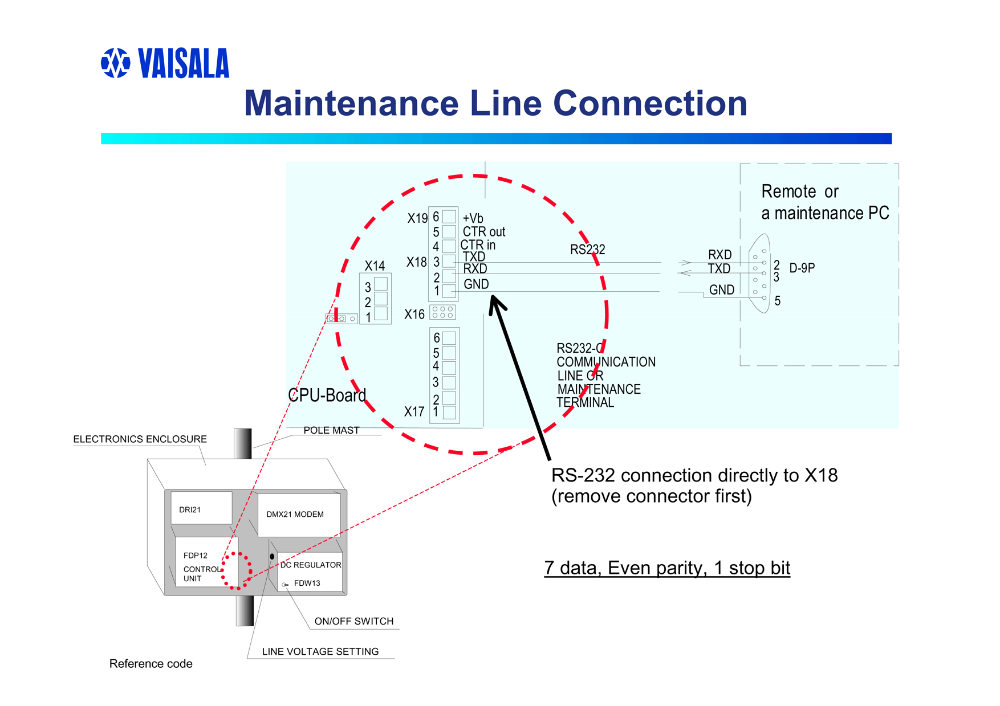 VAISALA
Maintenance Line Connection
Remote or
a maintenance PC
X19 6 +Vb
5 CTR out
4 CTR in
X18 3 TXD
2 RXD
1 GND
RS232
RXD
TXD
GND
2
3
5
D-9P
X14
3
2
1
X16
6
5
4
3
2
X17 1
RS232-C
COMMUNICATION
LINE OR
MAINTENANCE
TERMINAL
CPU-Board
POLE MAST
ELECTRONICS ENCLOSURE
RS-232 connection directly to X18
(remove connector first)
DRI21
DMX21 MODEM
FDP12
CONTROL
UNIT
DC REGULATOR
FDW13
7 data, Even parity, 1 stop bit
ON/OFF SWITCH
LINE VOLTAGE SETTING
Reference code